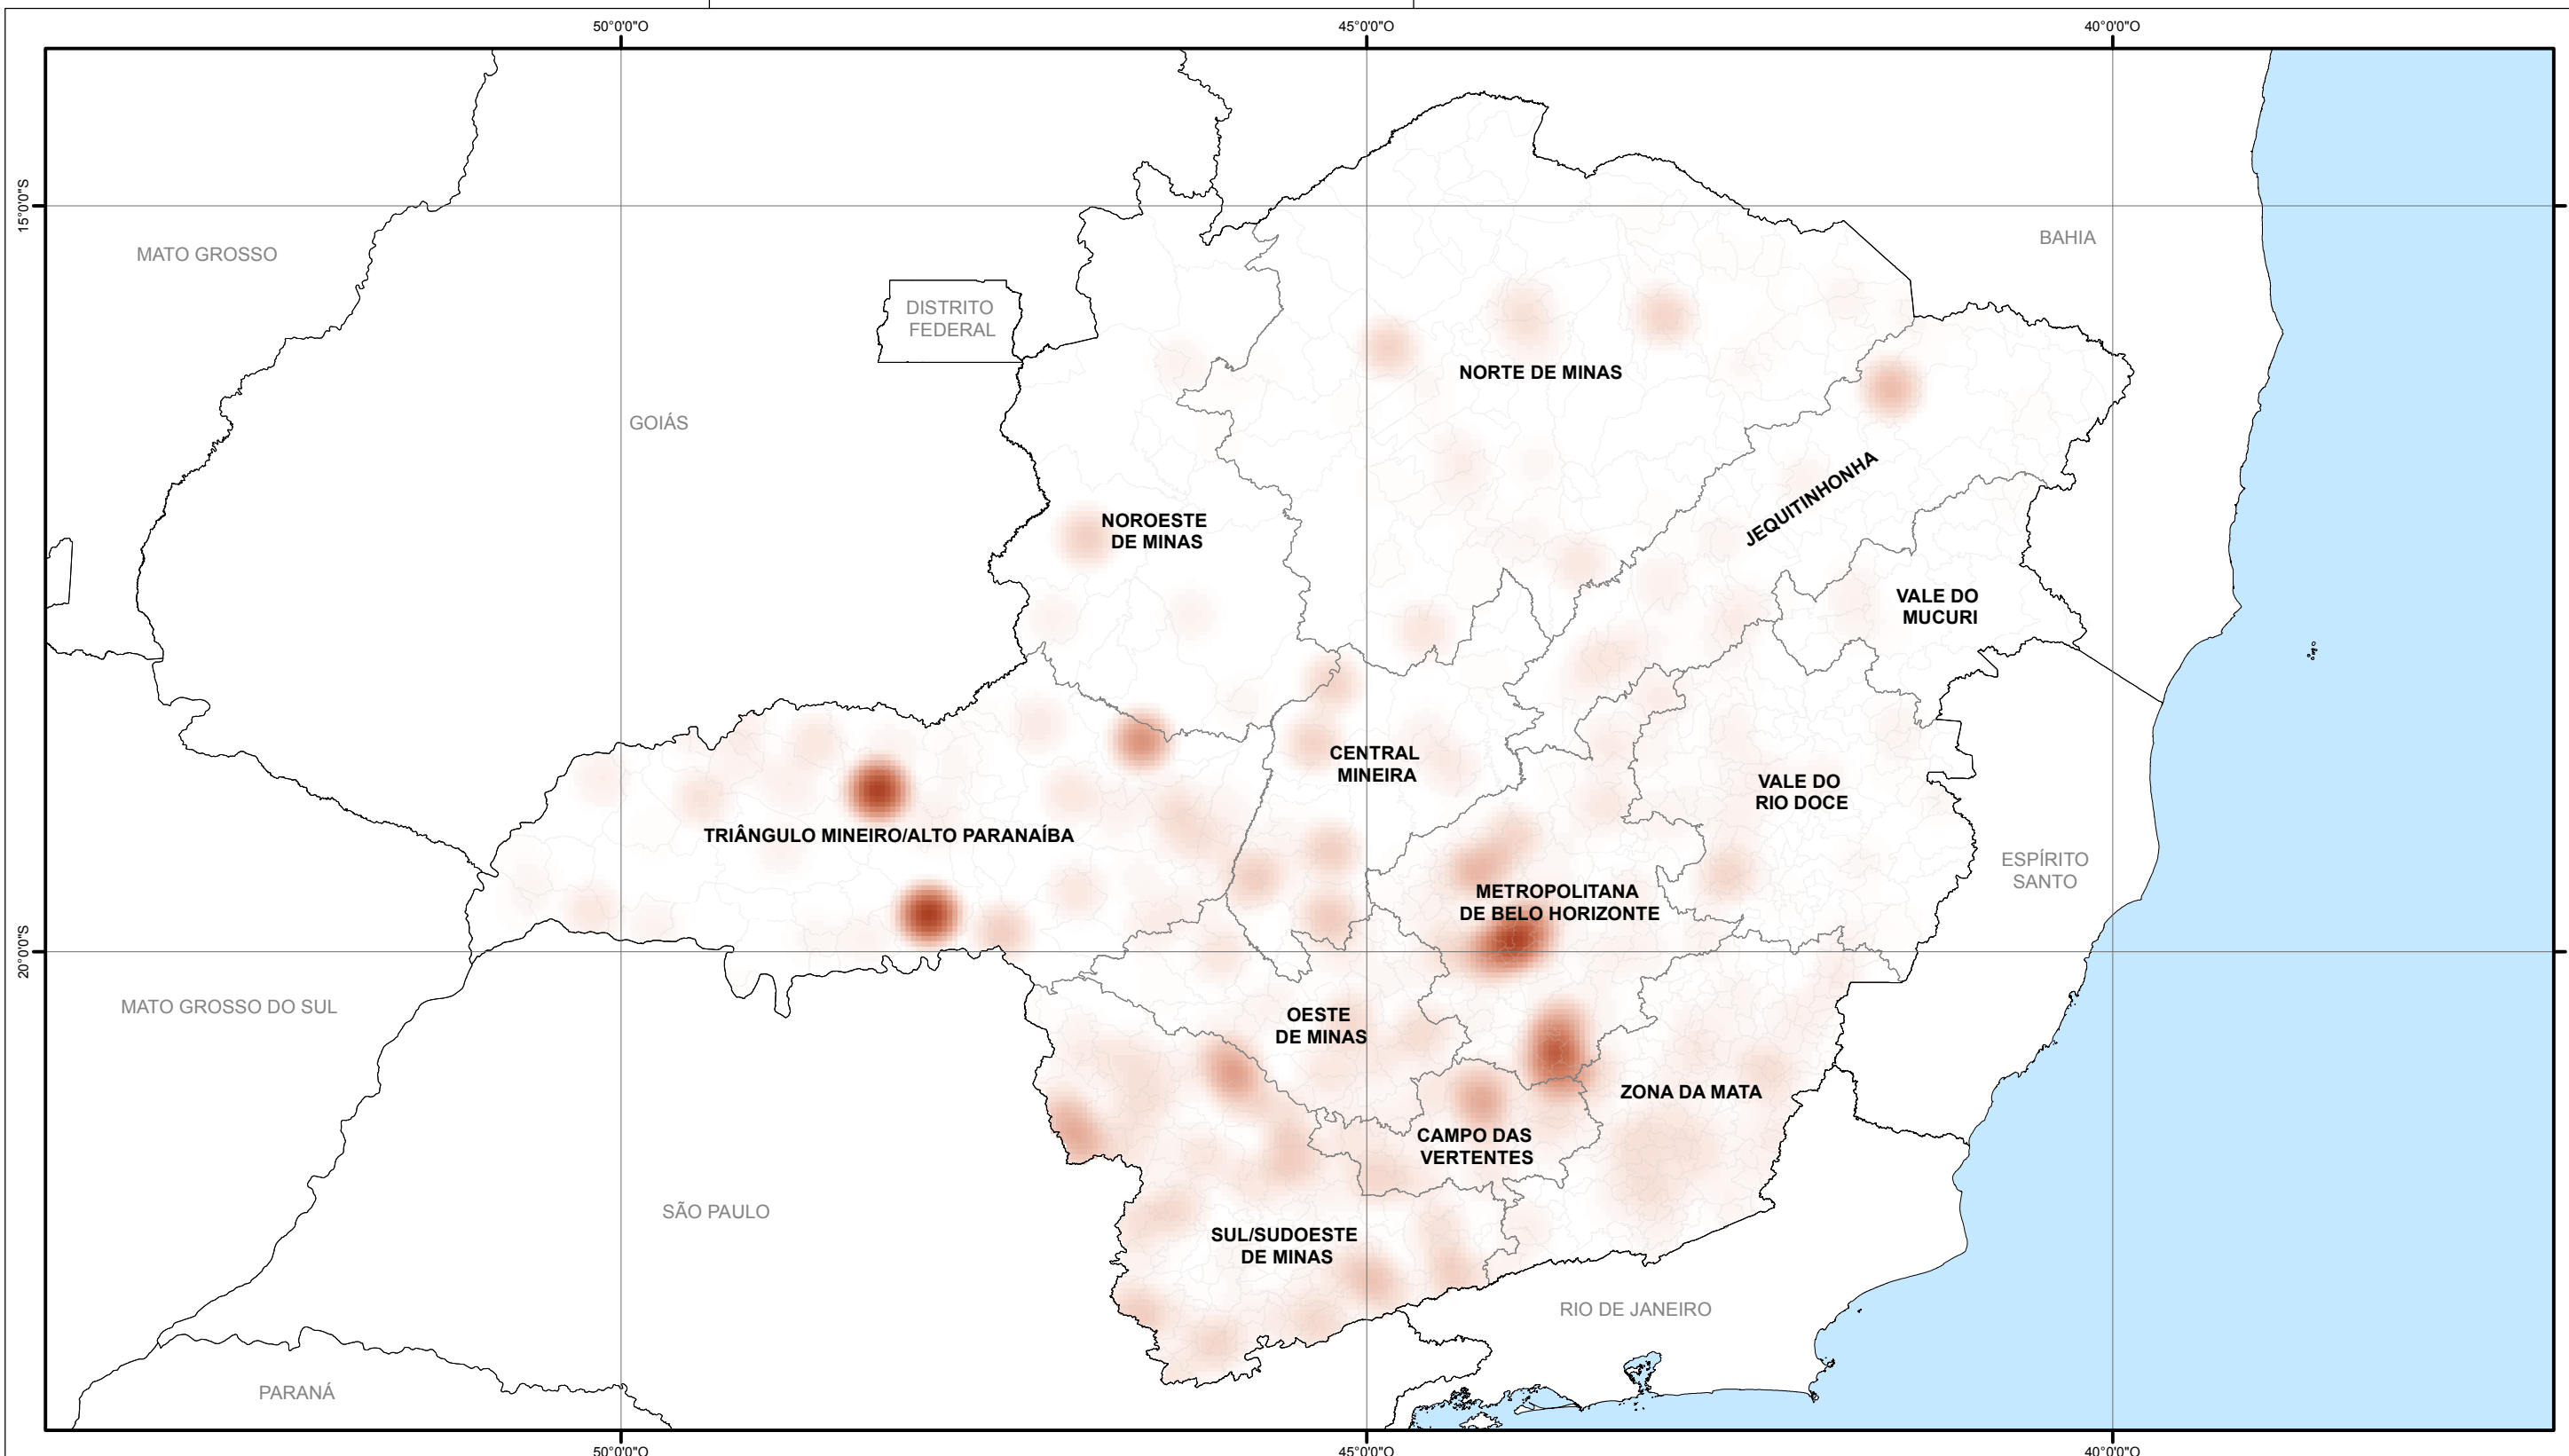 50°0'0"O
45°0'0"O
40°0'0"O
15°0'0"S
BAHIA
MATO GROSSO
DISTRITO
FEDERAL
NORTE DE MINAS
GOIÁS
JEQUITINHONHA
NOROESTE
DE MINAS
VALE DO
MUCURI
CENTRAL
MINEIRA
VALE DO
RIO DOCE
TRIÂNGULO MINEIRO/ALTO PARANAÍBA
ESPÍRITO
SANTO
METROPOLITANA
DE BELO HORIZONTE
20°0'0"S
MATO GROSSO DO SUL
OESTE
DE MINAS
ZONA DA MATA
CAMPO DAS
VERTENTES
SÃO PAULO
SUL/SUDOESTE
DE MINAS
RIO DE JANEIRO
PARANÁ
50°0'0"O
45°0'0"O
40°0'0"O